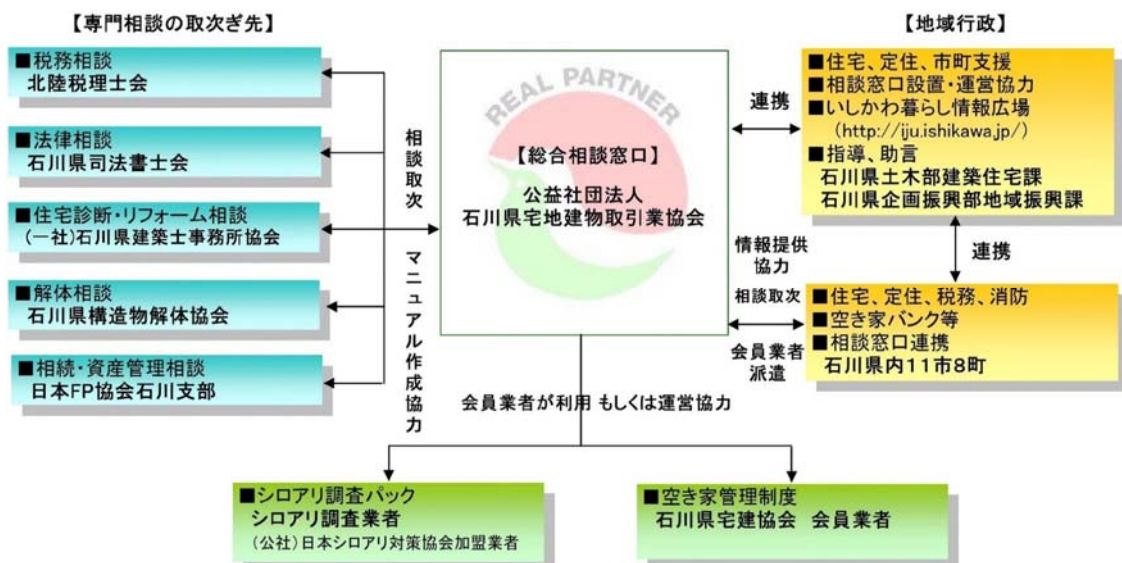 【専門相談の取次ぎ先】
■税務相談
北陸税理士会
■法律相談
石川県司法書士会
■住宅診断・リフォーム相談
(一社)石川県建築士事務所協会
■解体相談
石川県構造物解体協会
■相続・資産管理相談
日本FP協会石川支部
相談取次
マニュアル作成協力
REAL PARTNER
【総合相談窓口】
公益社団法人
石川県宅地建物取引業協会
連携
情報提供
協力
相談取次
会員業者
派遣
【地域行政】
■住宅、定住、市町支援
■相談窓口設置・運営協力
■いしかわ暮らし情報広場
(http://iju.ishikawa.jp/)
■指導、助言
石川県土木部建築住宅課
石川県企画振興部地域振興課
連携
■住宅、定住、税務、消防
■空き家バンク等
■相談窓口連携
石川県内11市8町
会員業者が利用 もしくは運営協力
■シロアリ調査パック
シロアリ調査業者
(公社)日本シロアリ対策協会加盟業者
■空き家管理制度
石川県宅建協会 会員業者